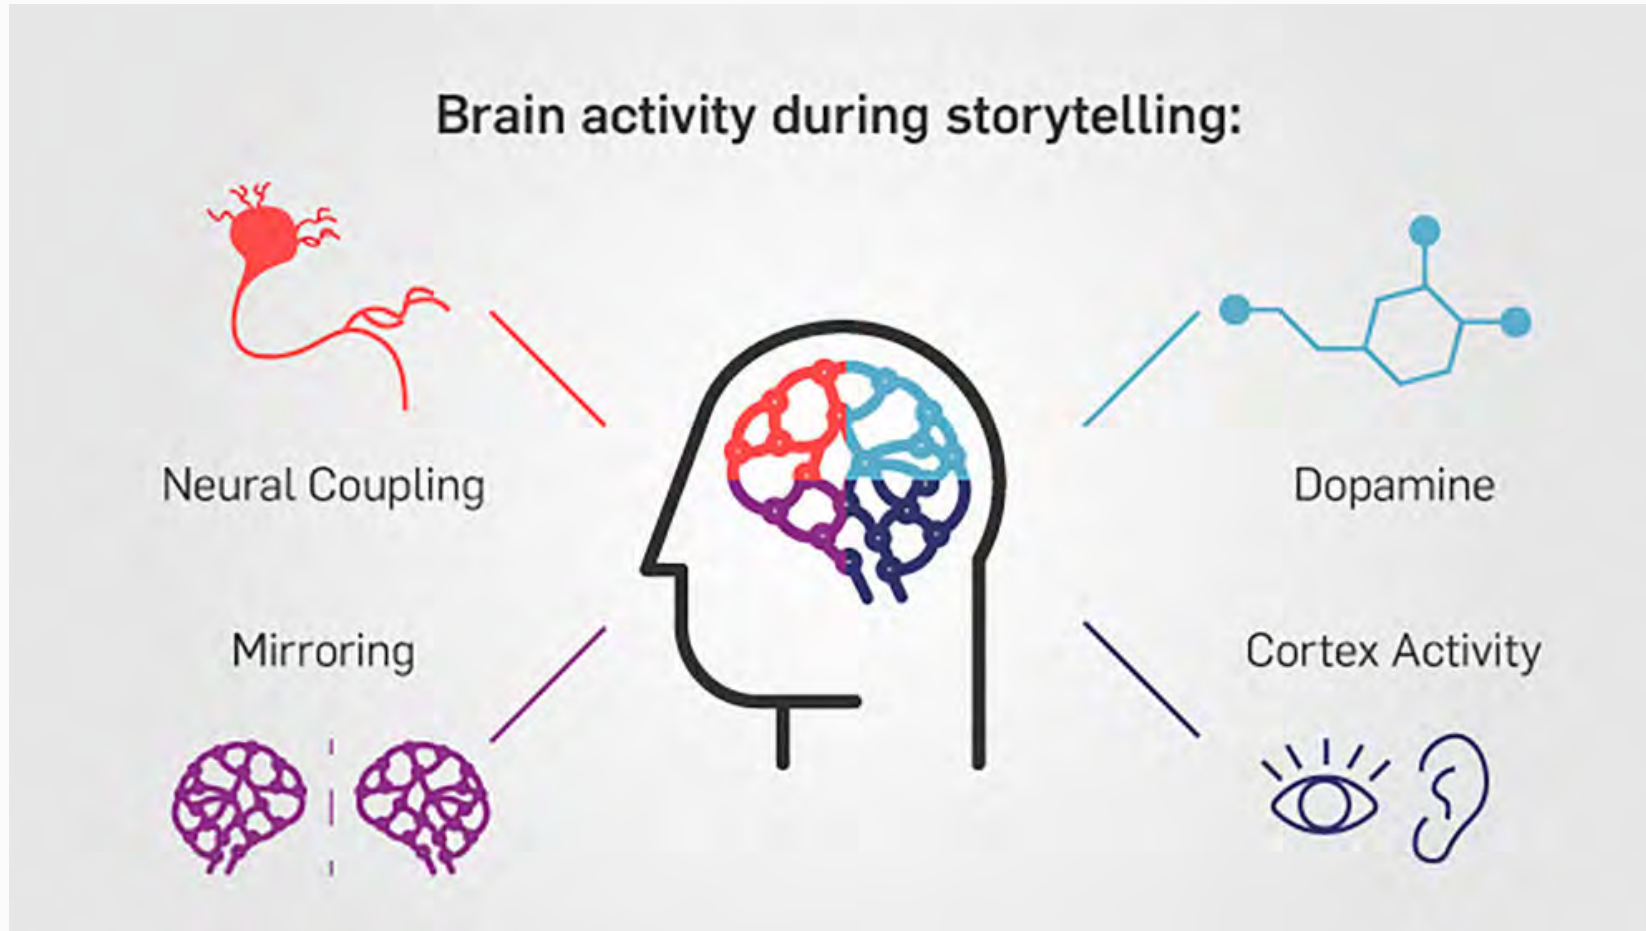 Brain activity during storytelling:
Neural Coupling
Dopamine
Mirroring
Cortex Activity